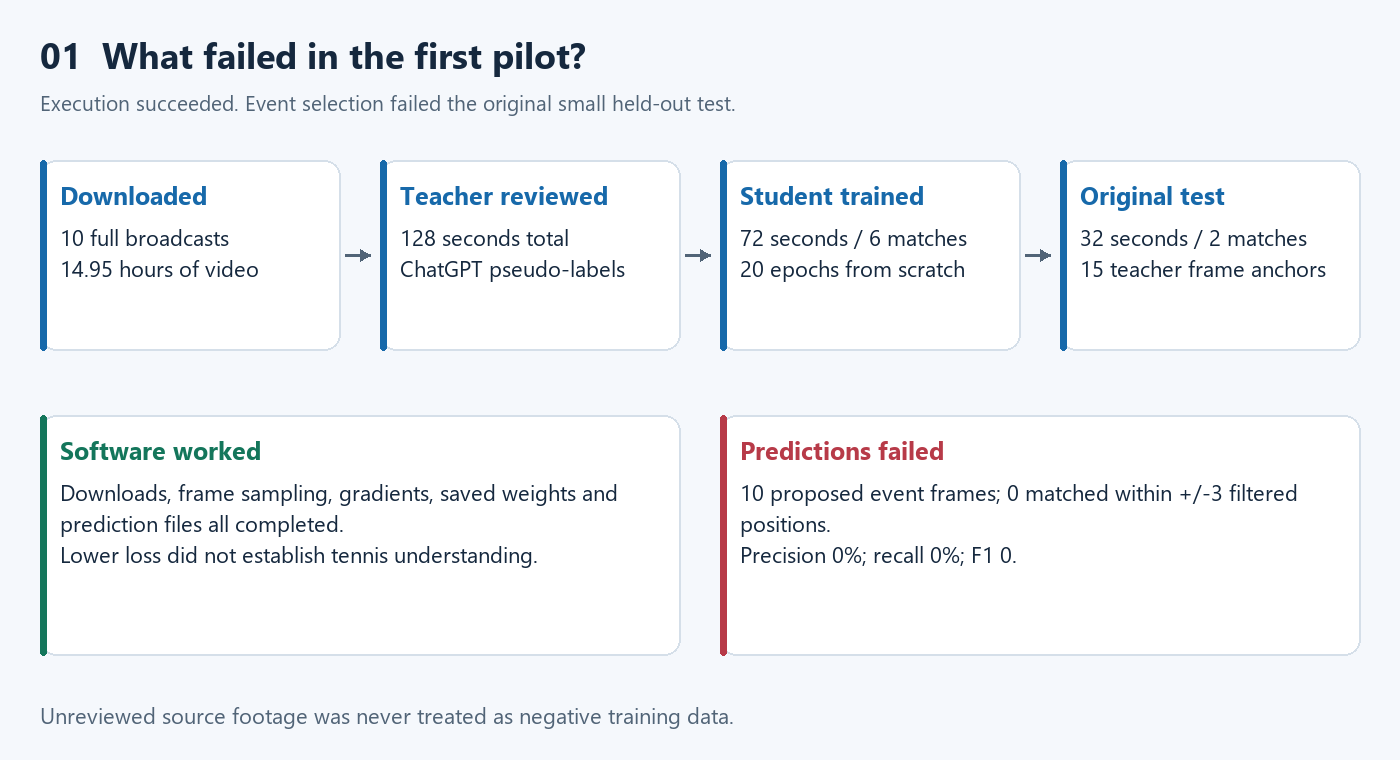 01 What failed in the first pilot?
Execution succeeded. Event selection failed the original small held-out test.
Downloaded
10 full broadcasts
14.95 hours of video
Teacher reviewed
128 seconds total
ChatGPT pseudo-labels
Student trained
72 seconds / 6 matches
20 epochs from scratch
Original test
32 seconds / 2 matches
15 teacher frame anchors
Software worked
Downloads, frame sampling, gradients, saved weights and
prediction files all completed.
Lower loss did not establish tennis understanding.
Predictions failed
10 proposed event frames; 0 matched within +/-3 filtered
positions.
Precision 0%; recall 0%; F1 0.
Unreviewed source footage was never treated as negative training data.